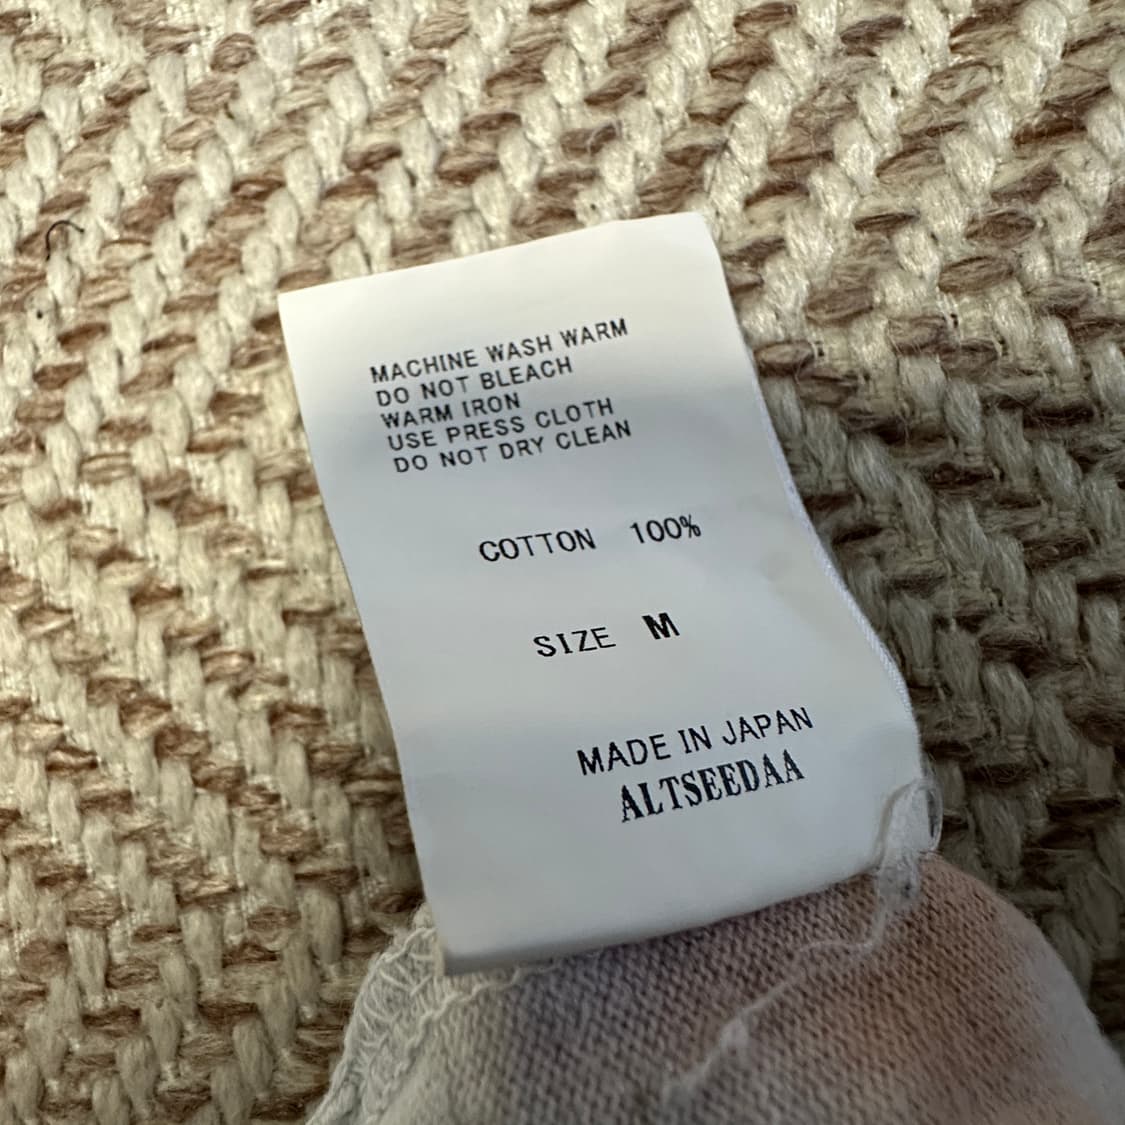 MACHINE WASH WARM
DO NOT BLEACH
WARM IRON
USE PRESS CLOTH
DO NOT DRY CLEAN
COTTON 100%
SIZE M
MADE IN JAPAN
ALTSEEDAA